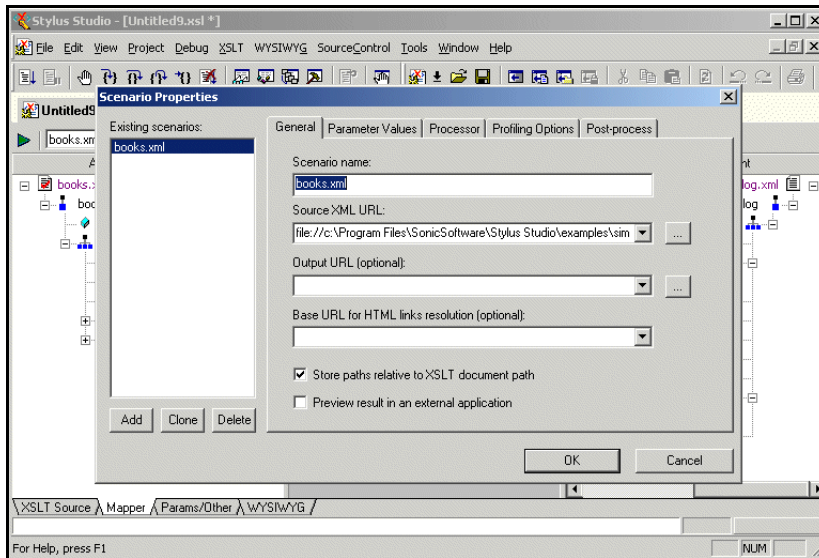 Stylus Studio - [Untitled9.xsl *]
File Edit View Project Debug XSLT WYSIWYG SourceControl Tools Window Help
Scenario Properties
Existing scenarios:
books.xml
Add Clone Delete
General Parameter Values Processor Profiling Options Post-process
Scenario name:
books.xml
Source XML URL:
file://c:\Program Files\SonicSoftware\Stylus Studio\examples\sim
...
Output URL (optional):
...
Base URL for HTML links resolution (optional):
Store paths relative to XSLT document path
Preview result in an external application
OK Cancel
Untitled9
books.xm
books.x
boo
nt
log.xml
log
XSLT Source Mapper Params/Other WYSIWYG
For Help, press F1
NUM